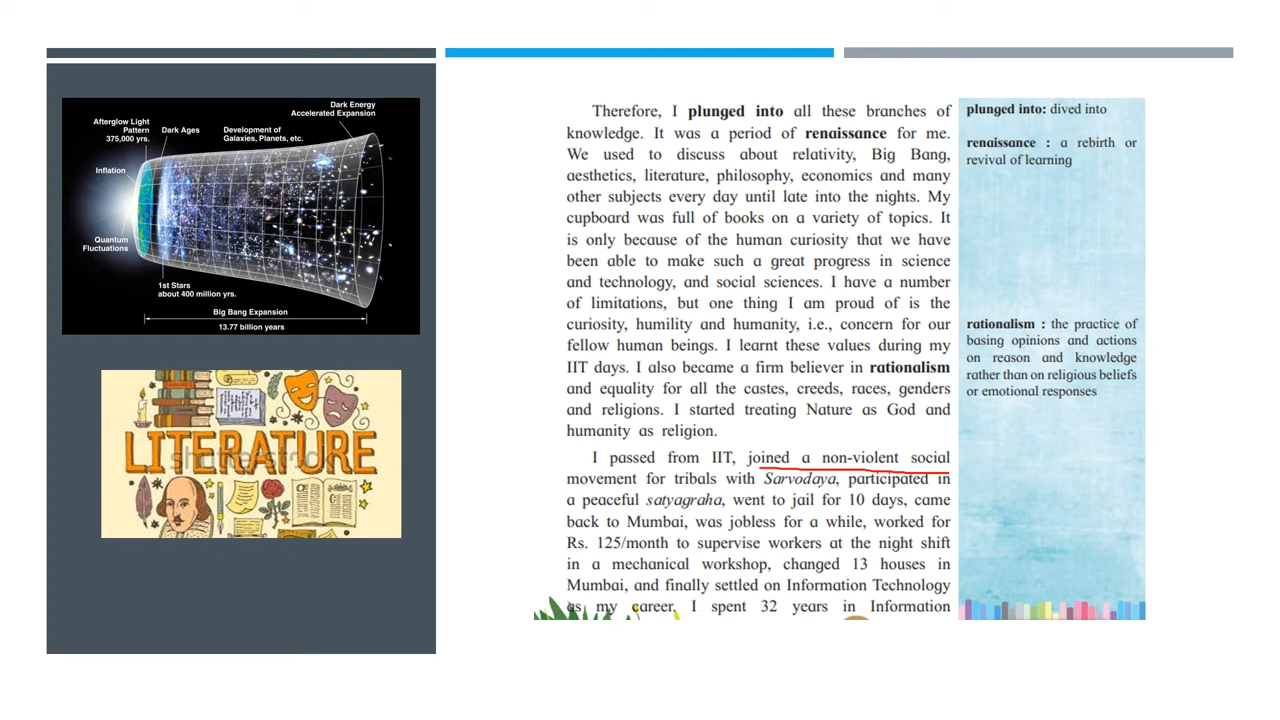 Dark Energy
Accelerated Expansion
Afterglow Light
Pattern
375,000 yrs.
Dark Ages
Development of
Galaxies, Planets, etc.
Inflation
Quantum
Fluctuations
1st Stars
about 400 million yrs.
Big Bang Expansion
13.77 billion years
LITERATURE
Therefore, I plunged into all these branches of
knowledge. It was a period of renaissance for me.
We used to discuss about relativity, Big Bang,
aesthetics, literature, philosophy, economics and many
other subjects every day until late into the nights. My
cupboard was full of books on a variety of topics. It
is only because of the human curiosity that we have
been able to make such a great progress in science
and technology, and social sciences. I have a number
of limitations, but one thing I am proud of is the
curiosity, humility and humanity, i.e., concern for our
fellow human beings. I learnt these values during my
IIT days. I also became a firm believer in rationalism
and equality for all the castes, creeds, races, genders
and religions. I started treating Nature as God and
humanity as religion.
I passed from IIT, joined a non-violent social
movement for tribals with Sarvodaya, participated in
a peaceful satyagraha, went to jail for 10 days, came
back to Mumbai, was jobless for a while, worked for
Rs. 125/month to supervise workers at the night shift
in a mechanical workshop, changed 13 houses in
Mumbai, and finally settled on Information Technology
as my career. I spent 32 years in Information
plunged into: dived into
renaissance : a rebirth or
revival of learning
rationalism : the practice of
basing opinions and actions
on reason and knowledge
rather than on religious beliefs
or emotional responses